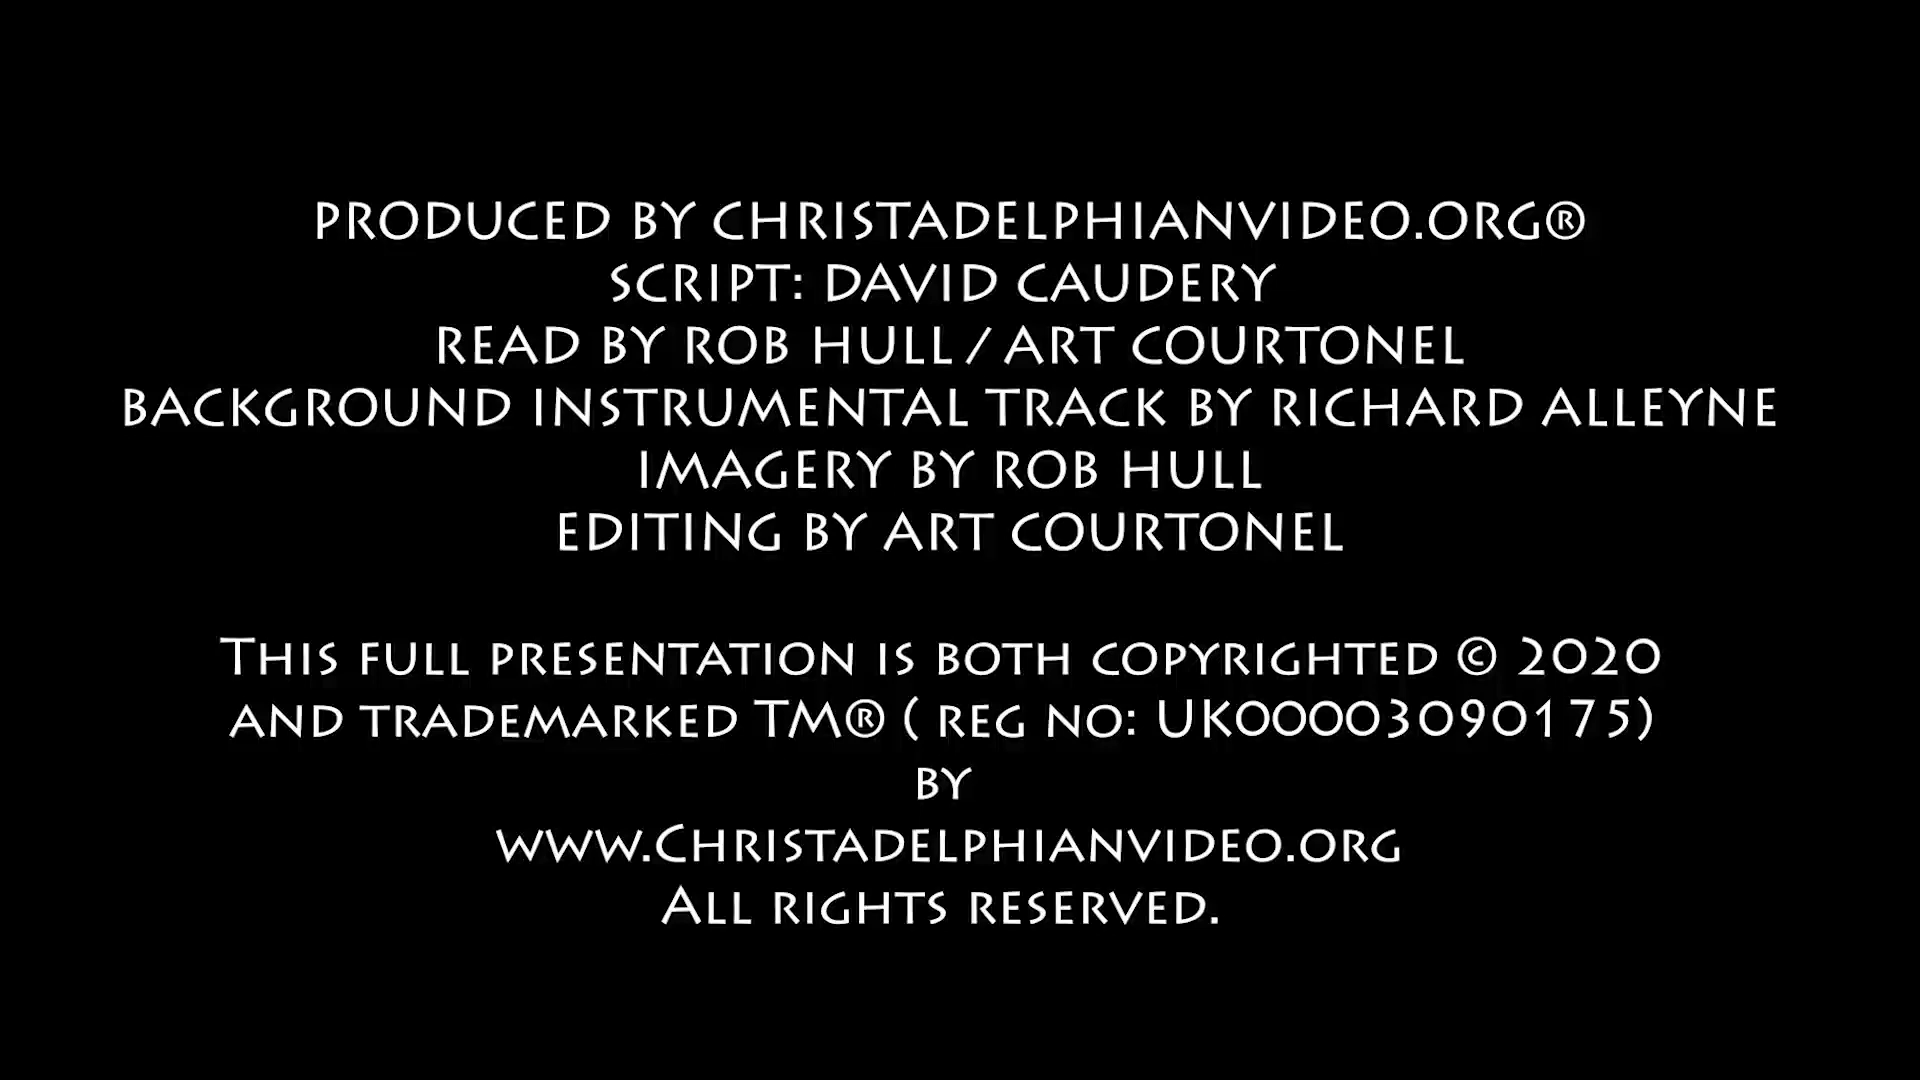 PRODUCED BY CHRISTADELPHIANVIDEO.ORG®
SCRIPT: DAVID CAUDERY
READ BY ROB HULL / ART COURTONEL
BACKGROUND INSTRUMENTAL TRACK BY RICHARD ALLEYNE
IMAGERY BY ROB HULL
EDITING BY ART COURTONEL
THIS FULL PRESENTATION IS BOTH COPYRIGHTED © 2020
AND TRADEMARKED TM® ( REG NO: UK00003090175)
BY
WWW.CHRISTADELPHIANVIDEO.ORG
ALL RIGHTS RESERVED.